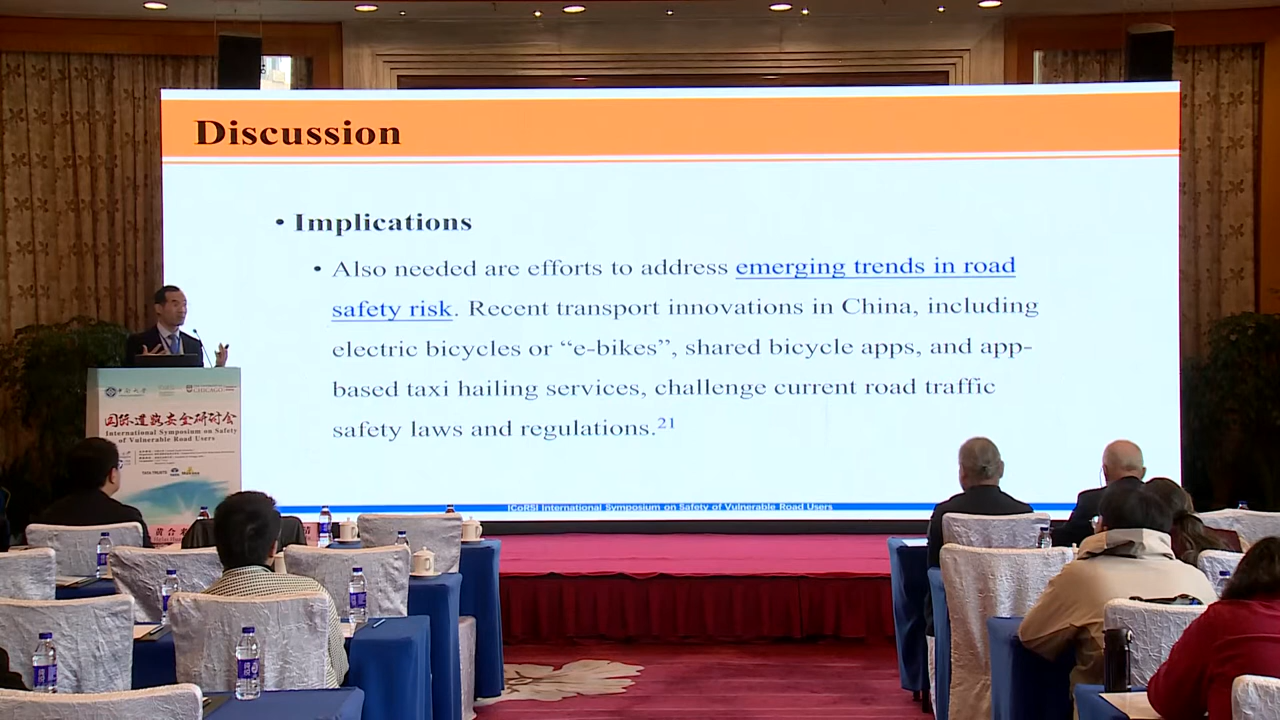 Discussion
• Implications
• Also needed are efforts to address emerging trends in road
safety risk. Recent transport innovations in China, including
electric bicycles or “e-bikes”, shared bicycle apps, and app-
based taxi hailing services, challenge current road traffic
safety laws and regulations.21
ICoRSI International Symposium on Safety of Vulnerable Road Users
CHICAGO
国际道路安全研讨会
International Symposium on Safety
of Vulnerable Road Users
TATA TRUSTS